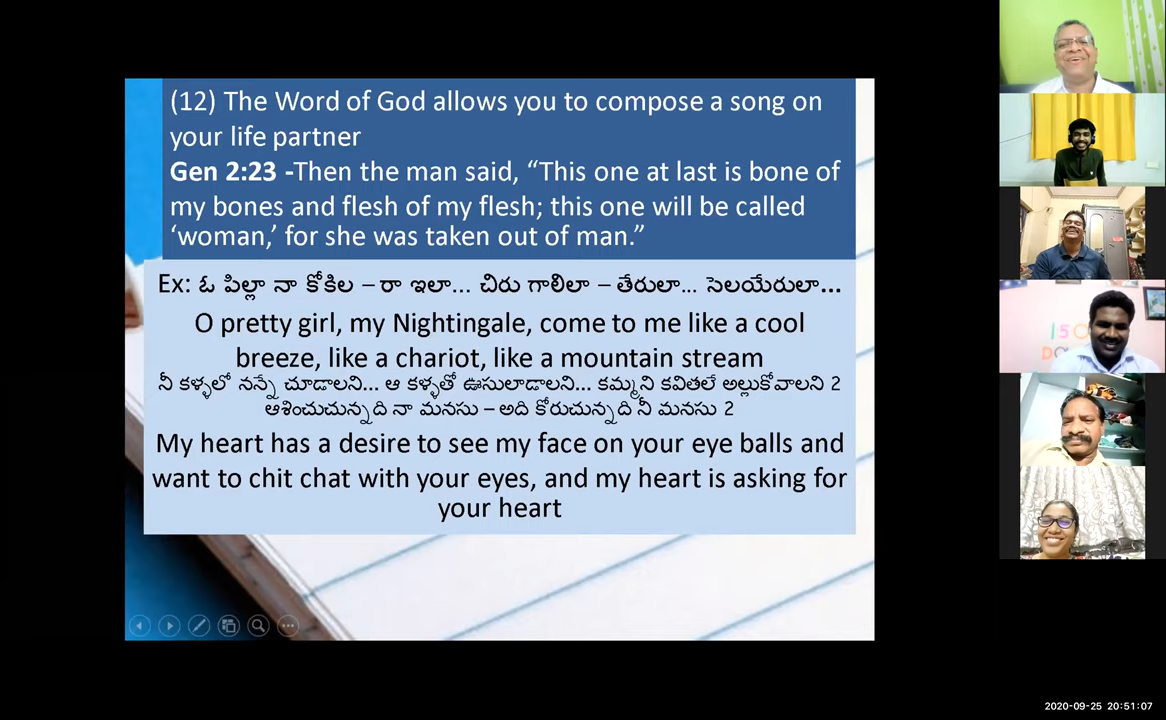 (12) The Word of God allows you to compose a song on
your life partner
Gen 2:23 -Then the man said, “This one at last is bone of
my bones and flesh of my flesh; this one will be called
‘woman,’ for she was taken out of man.”
Ex: ఓ పిల్లా నా కోకిల – రా ఇలా... చిరు గాలిలా – తేరులా... సెలయేరులా...
O pretty girl, my Nightingale, come to me like a cool
breeze, like a chariot, like a mountain stream
నీ కళ్ళలో నన్నే చూడాలని... ఆ కళ్ళతో ఊసులాడాలని... కమ్మని కవితలే అల్లుకోవాలని 2
ఆశించుచున్నది నా మనసు – అది కోరుచున్నది నీ మనసు 2
My heart has a desire to see my face on your eye balls and
want to chit chat with your eyes, and my heart is asking for
your heart
2020-09-25 20:51:07